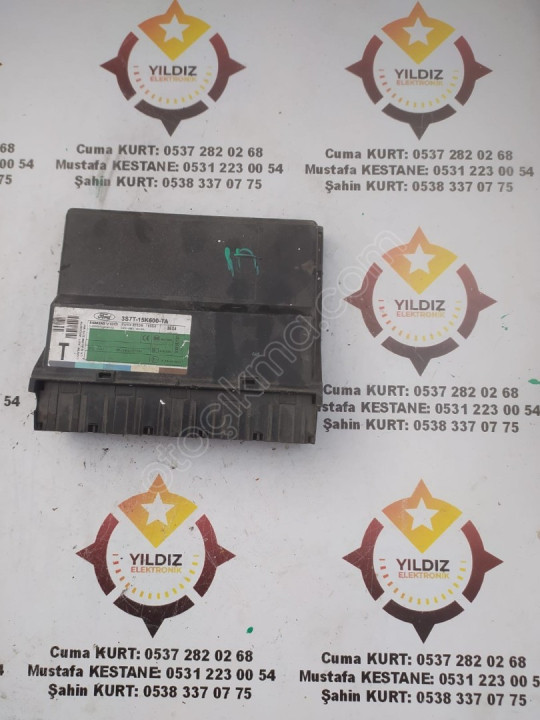 YILDIZ
ELEKTRONİK
YILDIZ
ELEKTRONİK
Cuma KURT: 0537 282 02 68
Mustafa KESTANE: 0531 223 00 54
Şahin KURT: 0538 337 07 75
Cuma KURT: 0537 282 02 68
Mustafa KESTANE: 0531 223 00 54
Şahin KURT: 0538 337 07 75
00 54
YILDIZ
ELEKTRONİK
Ford
3S7T-15K600-TA
T
otocikma.com
KURT: 0537 282 02 68
Mustafa KESTANE: 0531 223 00 54
Şahin KURT: 0538 337 07 75
54
YILDIZ
ELEKTRONİK
YILDIZ
ELEKTRONİK
Cuma KURT: 0537 282 02 68
Mustafa KESTANE: 0531 223 00 54
Şahin KURT: 0538 337 07 75
Cuma KURT: 0537 282 02 68
Mustafa KESTANE: 0531 223 00 54
Şahin KURT: 0538 337 07 75